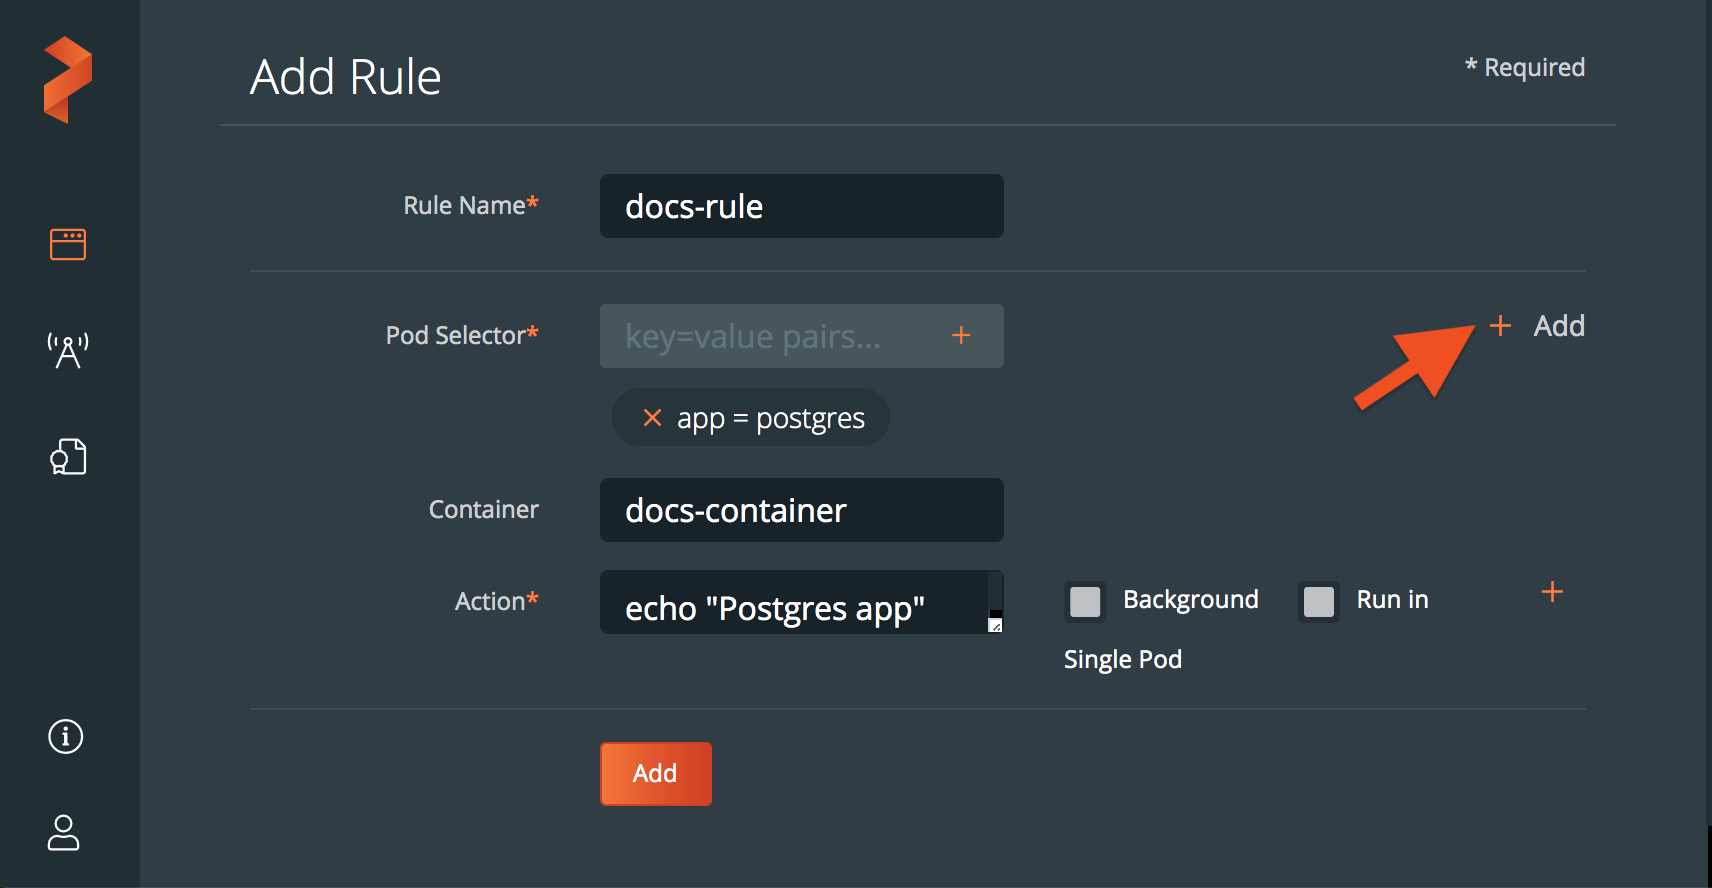 Add Rule
* Required
Rule Name*
docs-rule
Pod Selector*
key=value pairs...
+
+ Add
× app = postgres
Container
docs-container
Action*
echo "Postgres app"
Background
Run in
+
Single Pod
Add